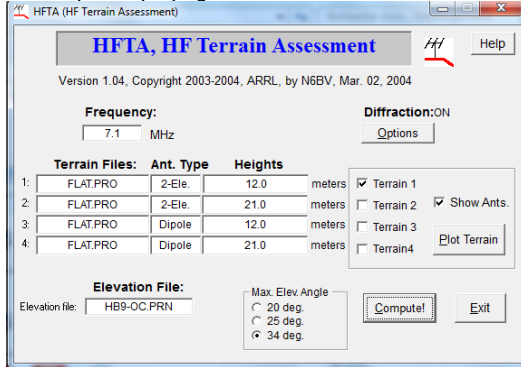 HFTA (HF Terrain Assessment)
HFTA, HF Terrain Assessment
Help
Version 1.04, Copyright 2003-2004, ARRL, by N6BV, Mar. 02, 2004
Frequency: Diffraction:ON
7.1 MHz Options
Terrain Files: Ant. Type Heights
1: FLAT.PRO 2-Ele. 12.0 meters Terrain 1
2: FLAT.PRO 2-Ele. 21.0 meters Terrain 2 Show Ants.
3: FLAT.PRO Dipole 12.0 meters Terrain 3
4: FLAT.PRO Dipole 21.0 meters Terrain4 Plot Terrain
Elevation File: Max. Elev. Angle
Elevation file: HB9-OC.PRN 20 deg.
25 deg.
34 deg.
Compute! Exit